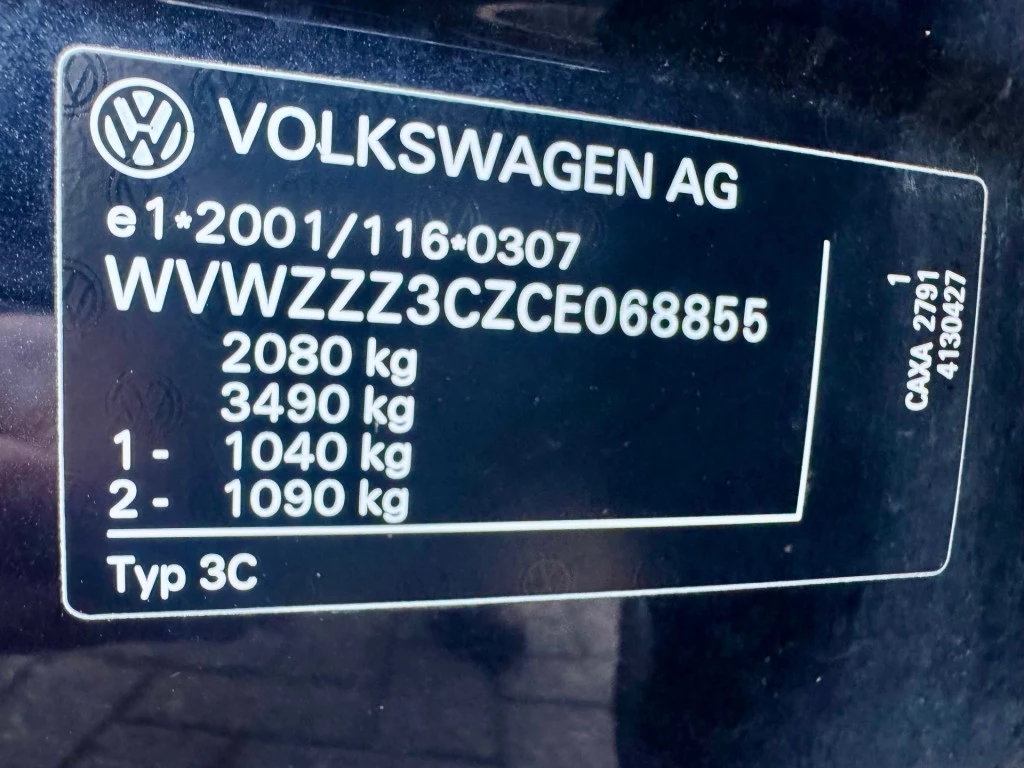 VOLKSWAGEN AG
e1*2001/116*0307
WVWZZZ3CZCE068855
2080 kg
3490 kg
1 - 1040 kg
2 - 1090 kg
Typ 3C
1
CAXA 2791
4130427